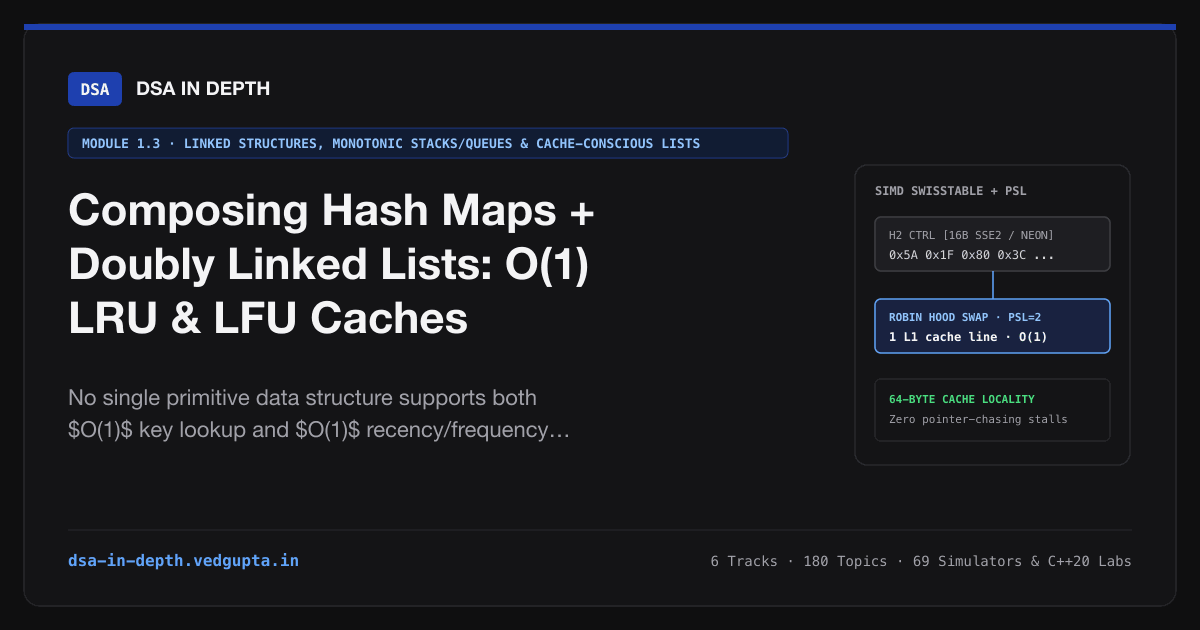 DSA
DSA IN DEPTH
MODULE 1.3 · LINKED STRUCTURES, MONOTONIC STACKS/QUEUES & CACHE-CONSCIOUS LISTS
Composing Hash Maps +
Doubly Linked Lists: O(1)
LRU & LFU Caches
No single primitive data structure supports both
$O(1)$ key lookup and $O(1)$ recency/frequency…
SIMD SWISSTABLE + PSL
H2 CTRL [16B SSE2 / NEON]
0x5A 0x1F 0x80 0x3C ...
ROBIN HOOD SWAP · PSL=2
1 L1 cache line · O(1)
64-BYTE CACHE LOCALITY
Zero pointer-chasing stalls
dsa-in-depth.vedgupta.in
6 Tracks · 180 Topics · 69 Simulators & C++20 Labs